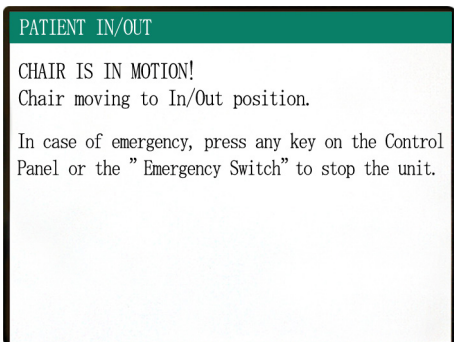 PATIENT IN/OUT
CHAIR IS IN MOTION!
Chair moving to In/Out position.
In case of emergency, press any key on the Control
Panel or the ” Emergency Switch” to stop the unit.